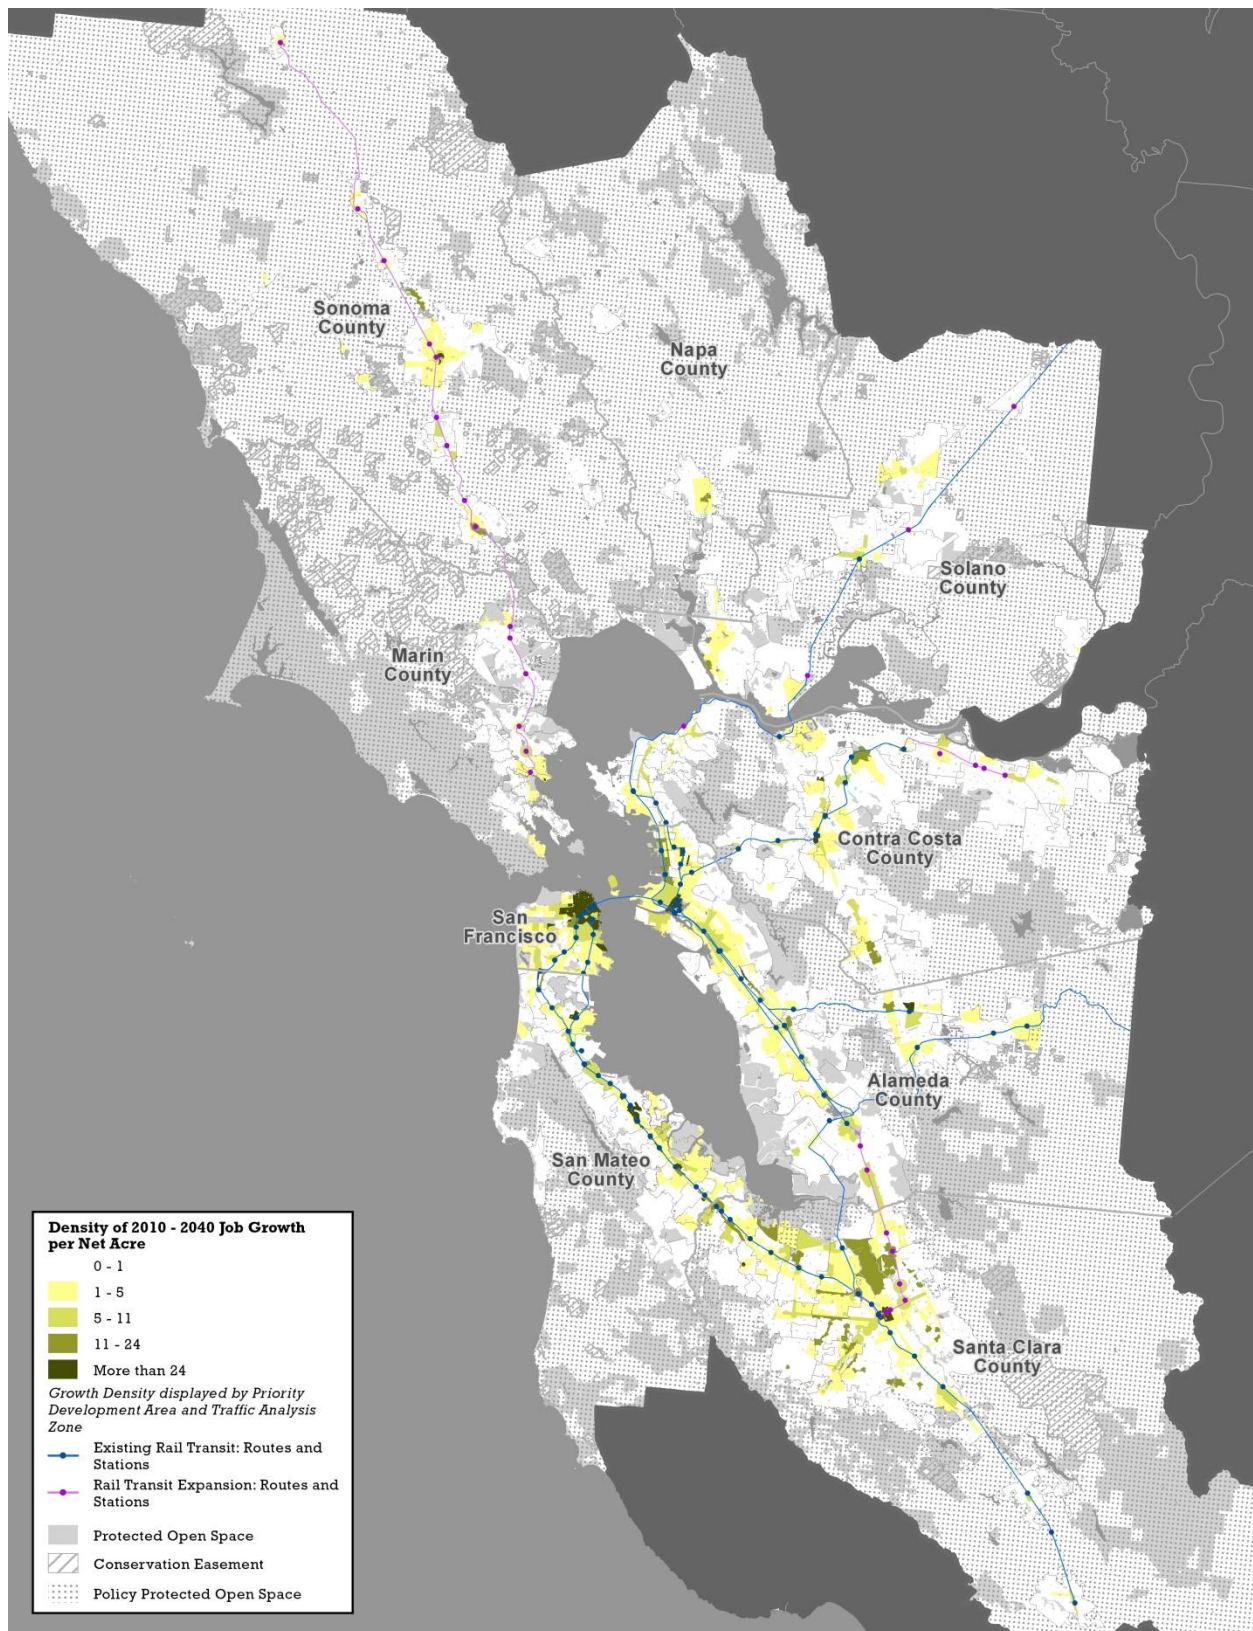 Sonoma
County
Napa
County
Solano
County
Marin
County
Contra Costa
County
San
Francisco
Alameda
County
San Mateo
County
Santa Clara
County
Density of 2010 - 2040 Job Growth
per Net Acre
0 - 1
1 - 5
5 - 11
11 - 24
More than 24
Growth Density displayed by Priority
Development Area and Traffic Analysis
Zone
Existing Rail Transit: Routes and
Stations
Rail Transit Expansion: Routes and
Stations
Protected Open Space
Conservation Easement
Policy Protected Open Space